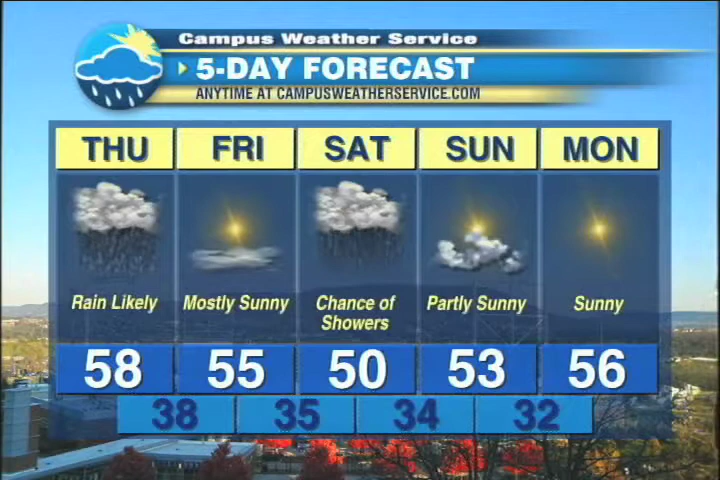 Campus Weather Service
5-DAY FORECAST
ANYTIME AT CAMPUSWEATHERSERVICE.COM
THU FRI SAT SUN MON
Rain Likely Mostly Sunny Chance of Showers Partly Sunny Sunny
58 55 50 53 56
38 35 34 32